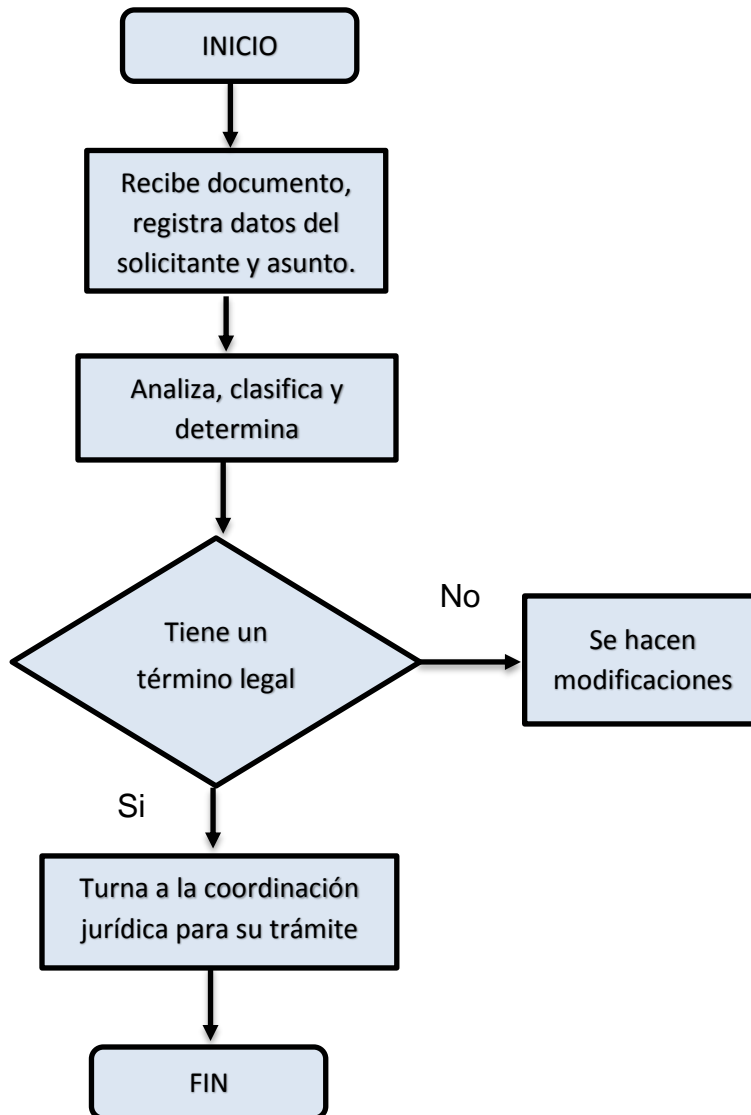 INICIO
Recibe documento,
registra datos del
solicitante y asunto.
Analiza, clasifica y
determina
Tiene un
término legal
No
Se hacen
modificaciones
Si
Turna a la coordinación
jurídica para su trámite
FIN